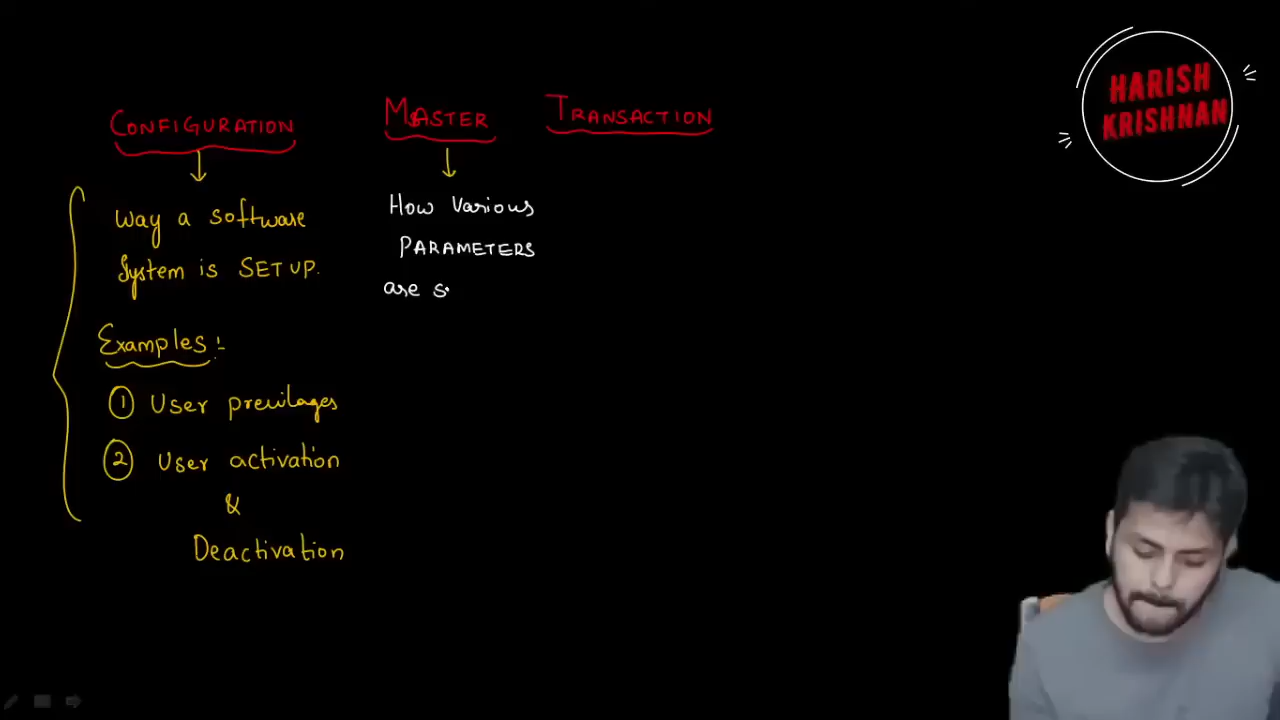 CONFIGURATION
Way a software
System is SETUP.
Examples:
① User previlages
② User activation
&
Deactivation
MASTER
How Various
PARAMETERS
are s
TRANSACTION
HARISH
KRISHNAN